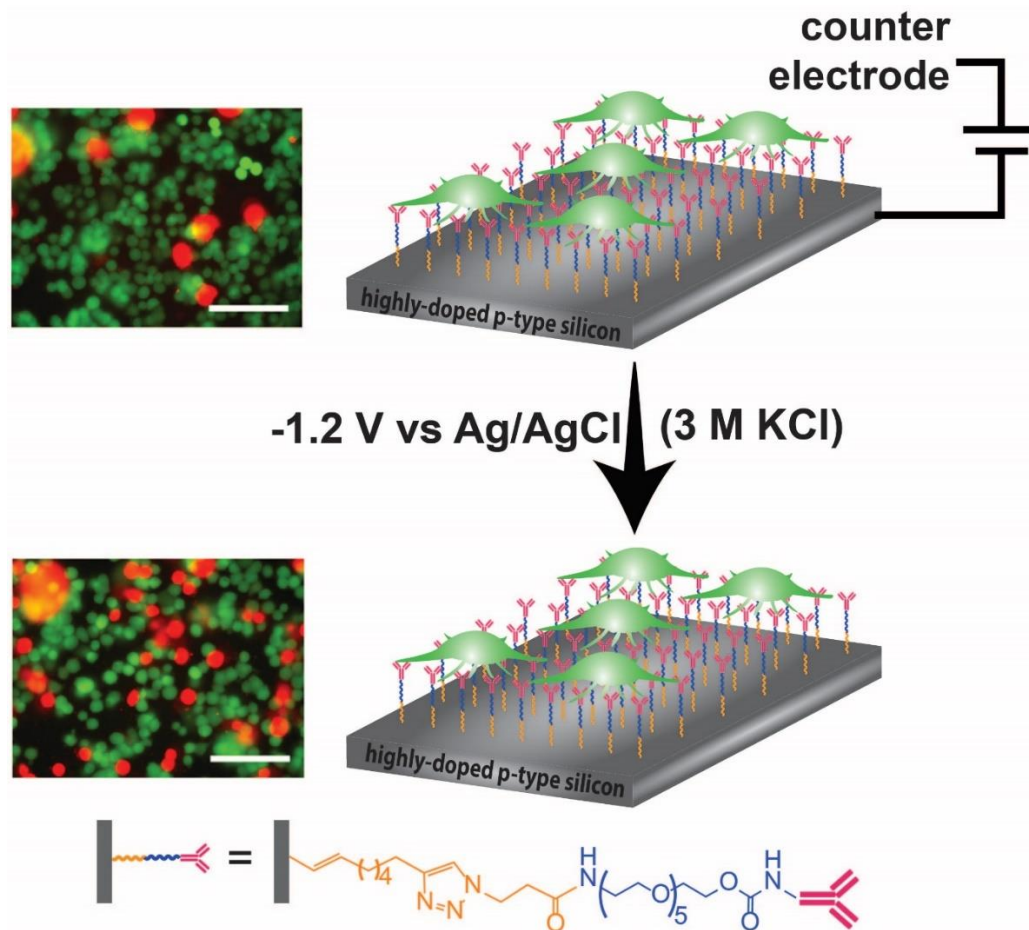 counter
electrode
highly-doped p-type silicon
-1.2 V vs Ag/AgCl (3 M KCl)
highly-doped p-type silicon
=
4
N=N
N
O
H
N
O
5
O
O
H
N